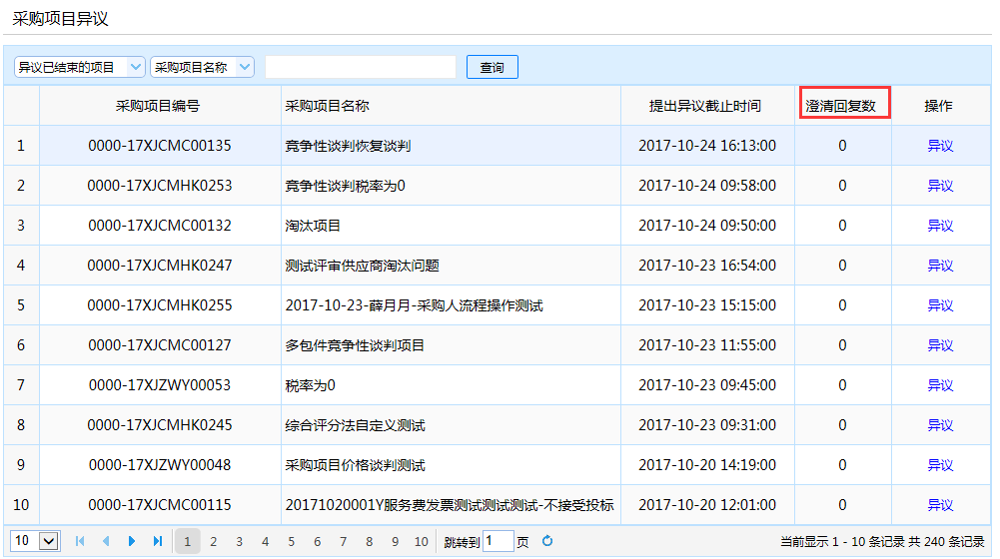 采购项目异议
异议已结束的项目 采购项目名称 查询
采购项目编号 采购项目名称 提出异议截止时间 澄清回复数 操作
1 0000-17XJCMC00135 竞争性谈判恢复谈判 2017-10-24 16:13:00 0 异议
2 0000-17XJCMHK0253 竞争性谈判税率为0 2017-10-24 09:58:00 0 异议
3 0000-17XJCMC00132 淘汰项目 2017-10-24 09:50:00 0 异议
4 0000-17XJCMHK0247 测试评审供应商淘汰问题 2017-10-23 16:54:00 0 异议
5 0000-17XJCMHK0255 2017-10-23-薛月月-采购人流程操作测试 2017-10-23 15:15:00 0 异议
6 0000-17XJCMC00127 多包件竞争性谈判项目 2017-10-23 11:55:00 0 异议
7 0000-17XJZWY00053 税率为0 2017-10-23 09:45:00 0 异议
8 0000-17XJCMHK0245 综合评分法自定义测试 2017-10-23 09:31:00 0 异议
9 0000-17XJZWY00048 采购项目价格谈判测试 2017-10-20 14:19:00 0 异议
10 0000-17XJCMC00115 20171020001Y服务费发票测试测试测试-不接受投标 2017-10-20 12:01:00 0 异议
10 1 2 3 4 5 6 7 8 9 10 跳转到 1 页 当前显示 1 - 10 条记录 共 240 条记录